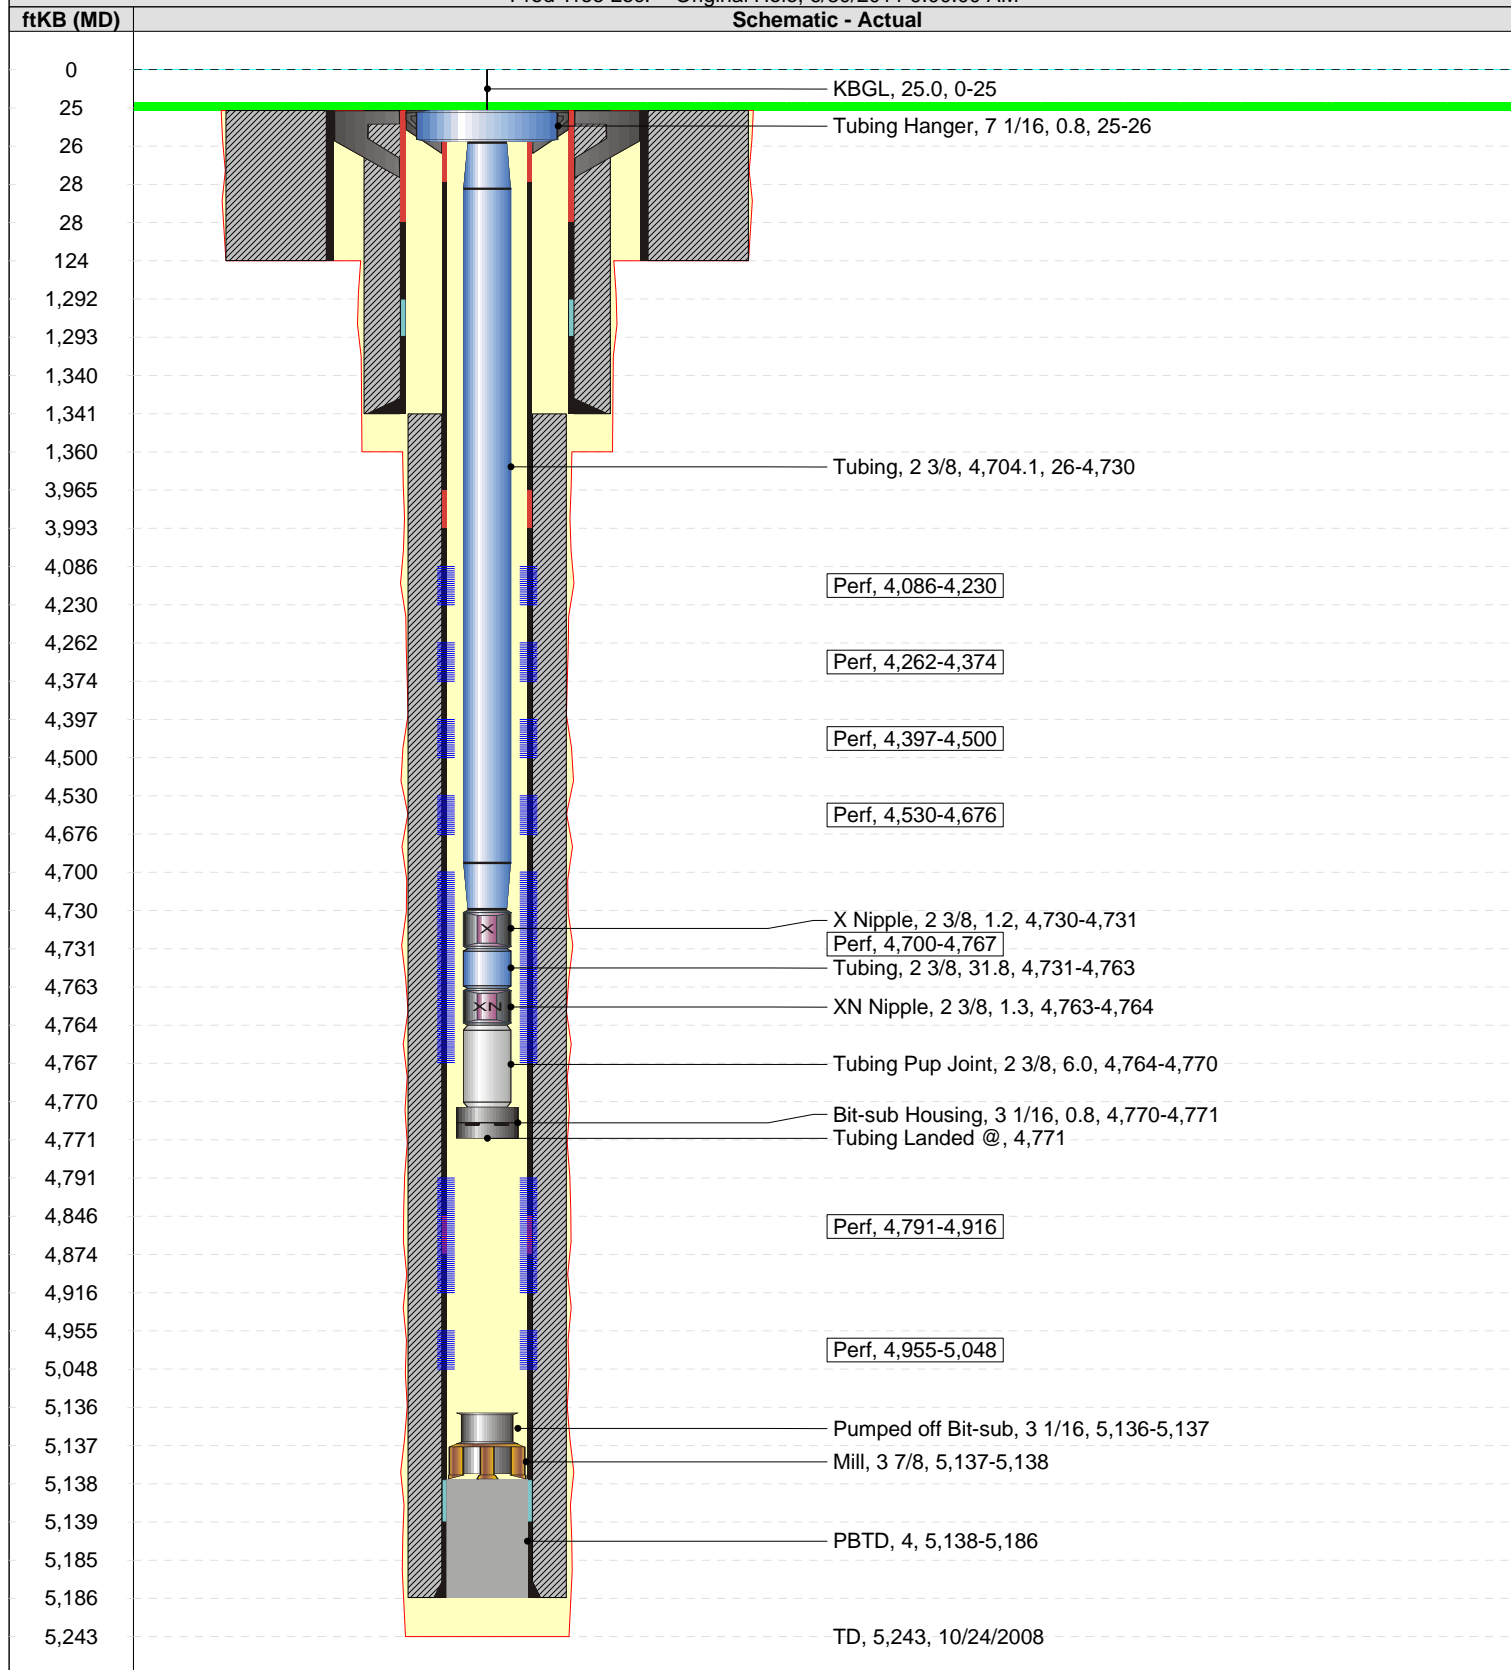 ftKB (MD) Schematic - Actual
0
KBGL, 25.0, 0-25
25
Tubing Hanger, 7 1/16, 0.8, 25-26
26
28
28
124
1,292
1,293
1,340
1,341
1,360
Tubing, 2 3/8, 4,704.1, 26-4,730
3,965
3,993
4,086
Perf, 4,086-4,230
4,230
4,262
Perf, 4,262-4,374
4,374
4,397
Perf, 4,397-4,500
4,500
4,530
Perf, 4,530-4,676
4,676
4,700
4,730
X Nipple, 2 3/8, 1.2, 4,730-4,731
X
Perf, 4,700-4,767
4,731
Tubing, 2 3/8, 31.8, 4,731-4,763
4,763
XN Nipple, 2 3/8, 1.3, 4,763-4,764
XN
4,764
4,767
Tubing Pup Joint, 2 3/8, 6.0, 4,764-4,770
4,770
Bit-sub Housing, 3 1/16, 0.8, 4,770-4,771
4,771
Tubing Landed @, 4,771
4,791
4,846
Perf, 4,791-4,916
4,874
4,916
4,955
Perf, 4,955-5,048
5,048
5,136
Pumped off Bit-sub, 3 1/16, 5,136-5,137
5,137
Mill, 3 7/8, 5,137-5,138
5,138
5,139
PBTD, 4, 5,138-5,186
5,185
5,186
5,243
TD, 5,243, 10/24/2008